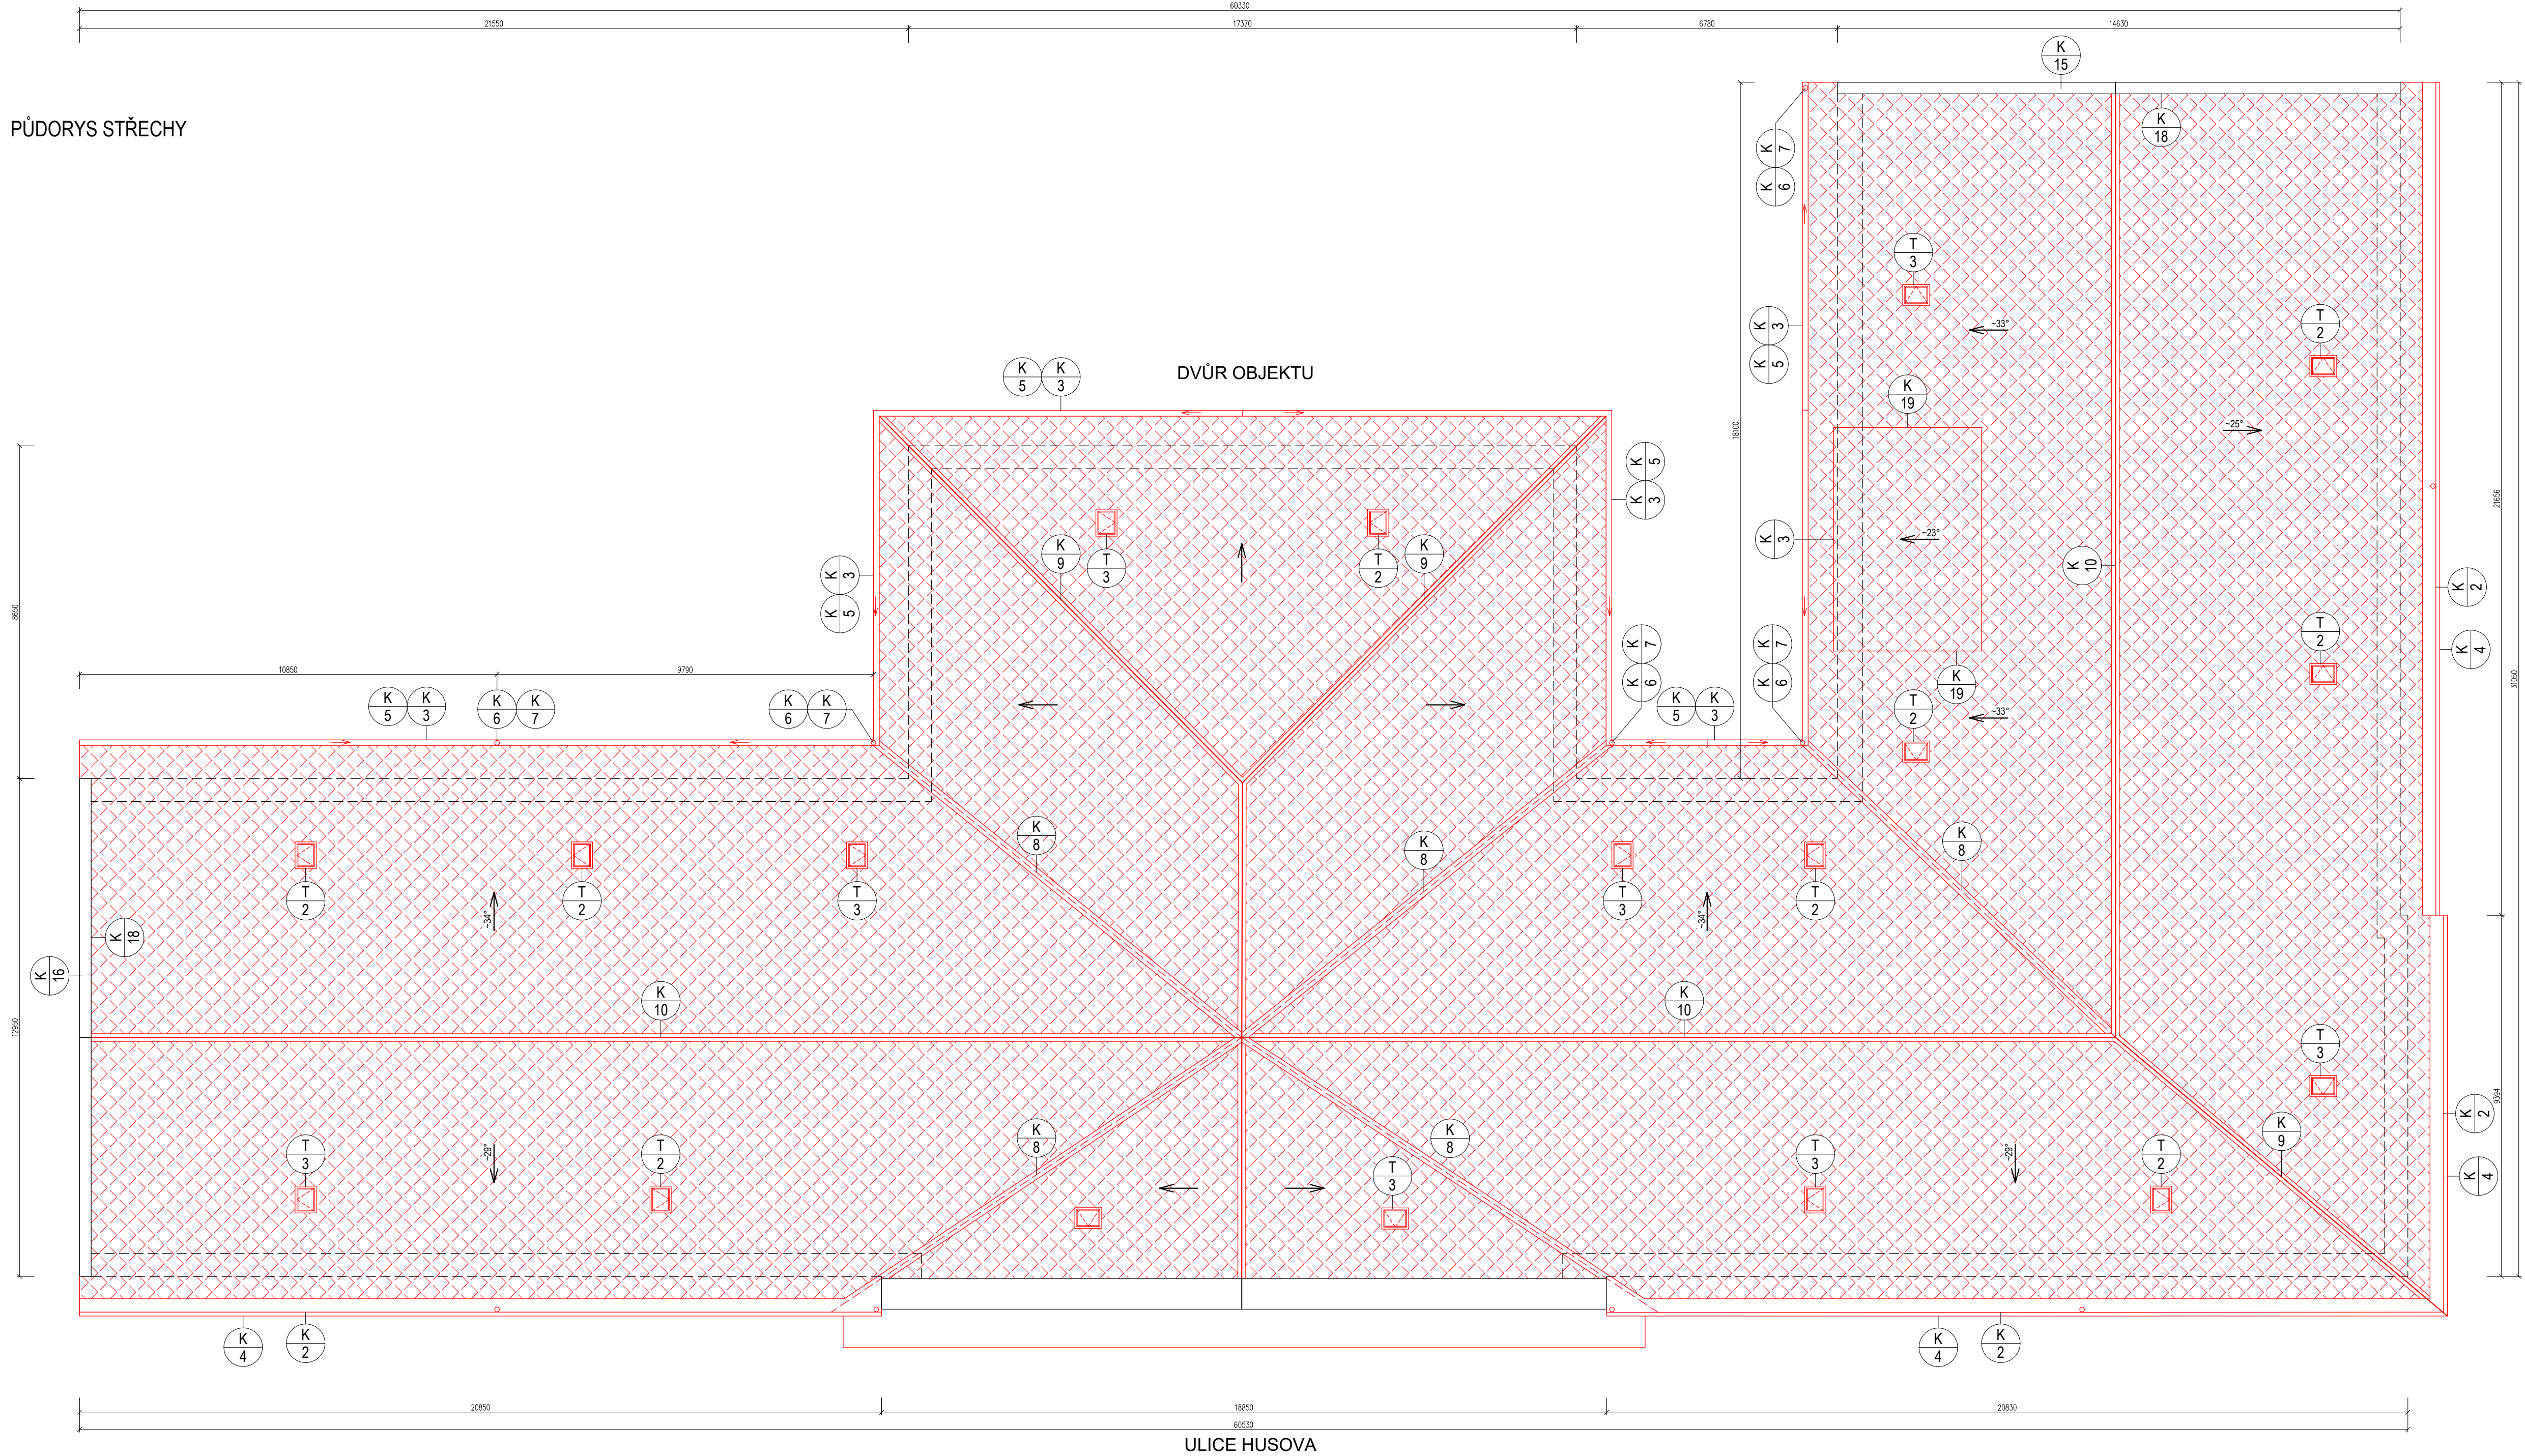 60330
21550 17370 6780 14630
K 15
PŮDORYS STŘECHY
K 18
K 7
K 6
T 3
~33°
T 2
K 3
K 5
DVŮR OBJEKTU
K 5 K 3
K 19
~25°
18100
K 5
K 3
21656
K 3
~23°
K 9
T 3
T 2
K 9
K 10
K 3
K 5
K 2
8650
31050
K 7
K 6
K 7
K 6
T 2
K 4
10850 9790
K 5 K 3
K 6 K 7
K 6 K 7
K 5 K 3
K 19
T 2
~33°
K 8
K 8
K 8
T 2
T 2
T 3
T 3
T 2
~34°
~34°
K 18
K 16
K 10
K 10
12950
T 3
9394
K 2
K 8
K 8
K 9
T 3
T 2
~29°
T 3
T 3
T 2
~29°
K 4
K 4
K 2
K 4
K 2
20850 18850 20830
60530
ULICE HUSOVA